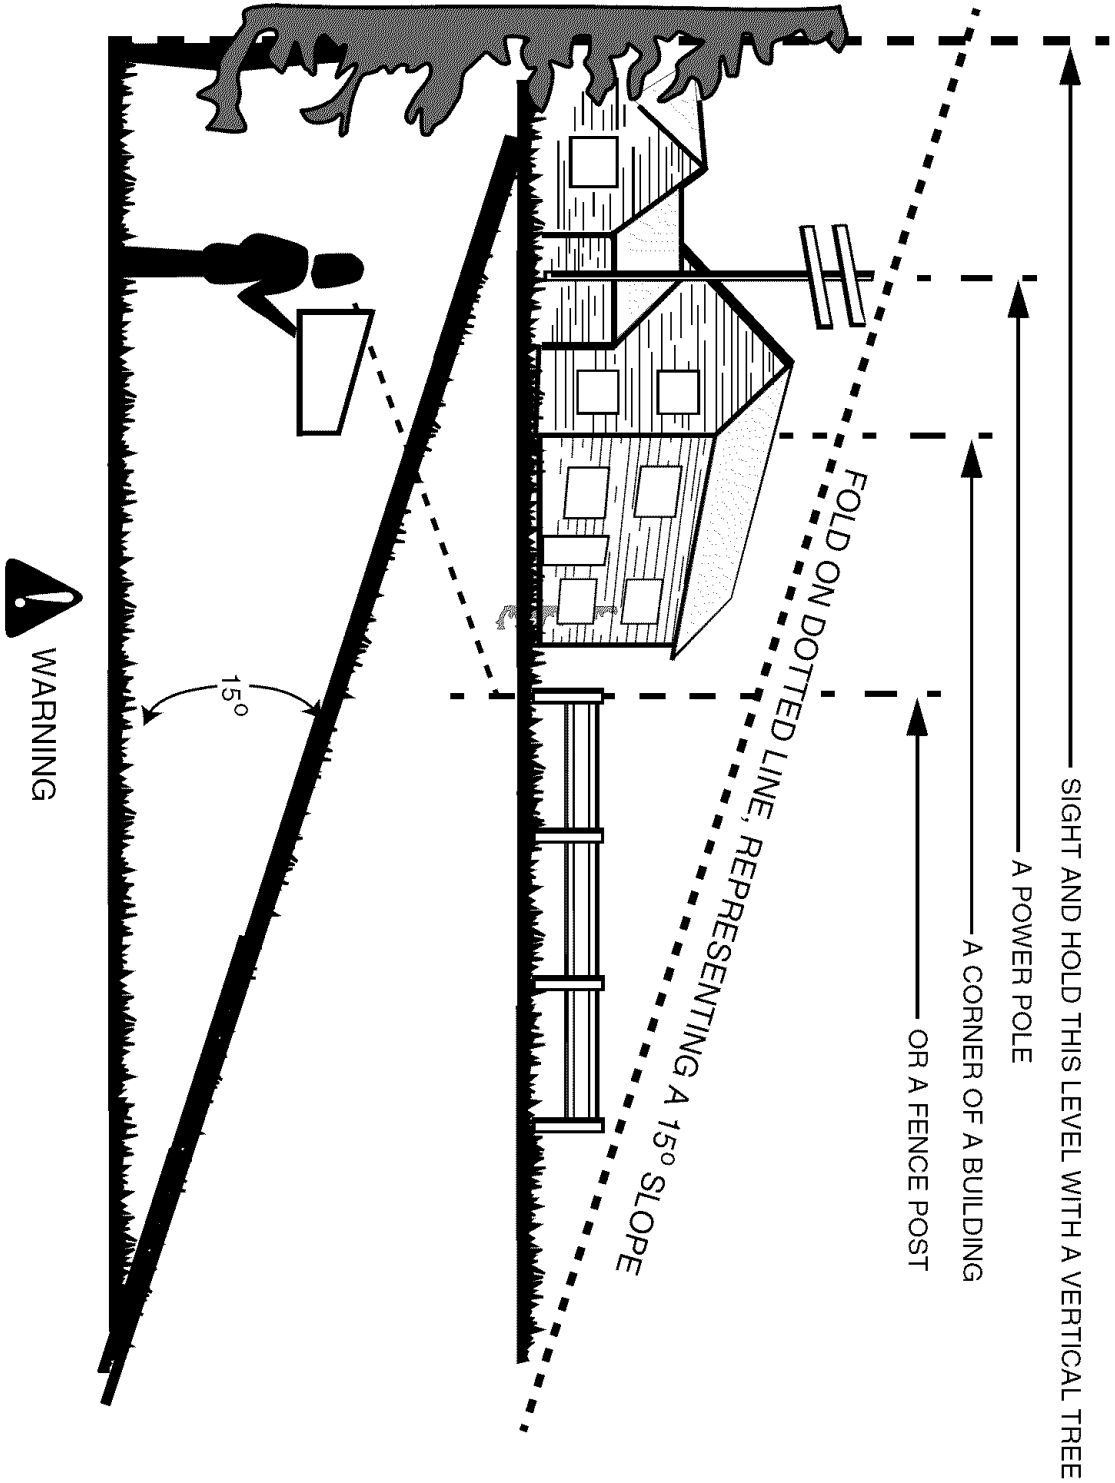 SIGHT AND HOLD THIS LEVEL WITH A VERTICAL TREE
A POWER POLE
A CORNER OF A BUILDING
OR A FENCE POST
FOLD ON DOTTED LINE, REPRESENTING A 15° SLOPE
15°
WARNING